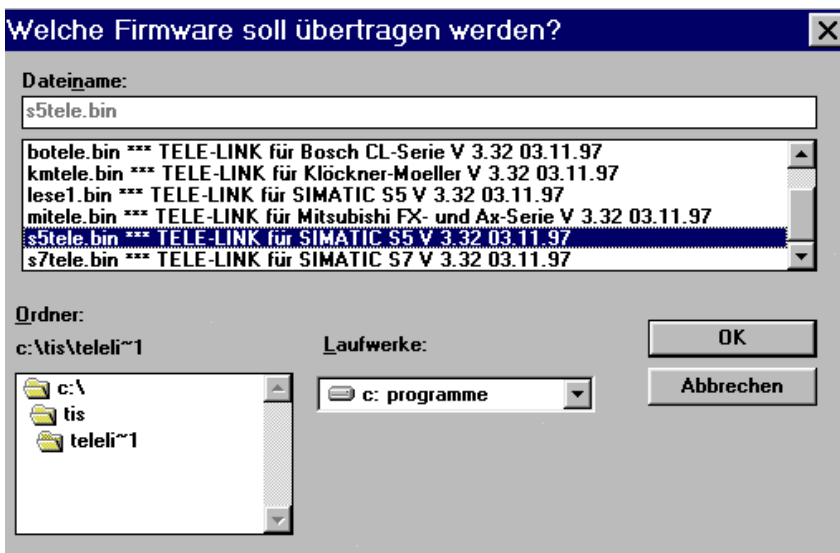 Welche Firmware soll übertragen werden?
Dateiname:
s5tele.bin
botele.bin *** TELE-LINK für Bosch CL-Serie V 3.32 03.11.97
kmtele.bin *** TELE-LINK für Klöckner-Moeller V 3.32 03.11.97
lese1.bin *** TELE-LINK für SIMATIC S5 V 3.32 03.11.97
mitele.bin *** TELE-LINK für Mitsubishi FX- und Ax-Serie V 3.32 03.11.97
s5tele.bin *** TELE-LINK für SIMATIC S5 V 3.32 03.11.97
s7tele.bin *** TELE-LINK für SIMATIC S7 V 3.32 03.11.97
Ordner:
c:\tis\teleli~1
c:\
tis
teleli~1
Laufwerke:
c: programme
OK
Abbrechen